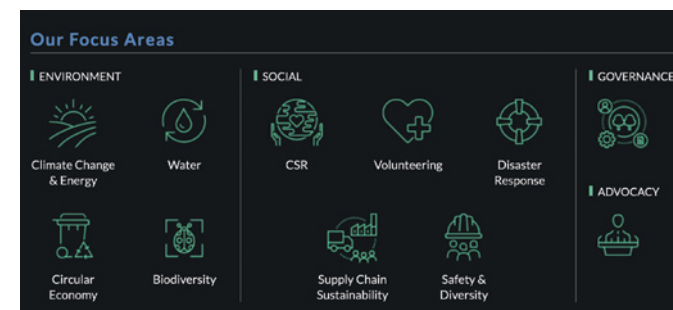 Our Focus Areas
ENVIRONMENT
Climate Change
& Energy
Water
Circular
Economy
Biodiversity
SOCIAL
CSR
Volunteering
Disaster
Response
Supply Chain
Sustainability
Safety &
Diversity
GOVERNANCE
ADVOCACY